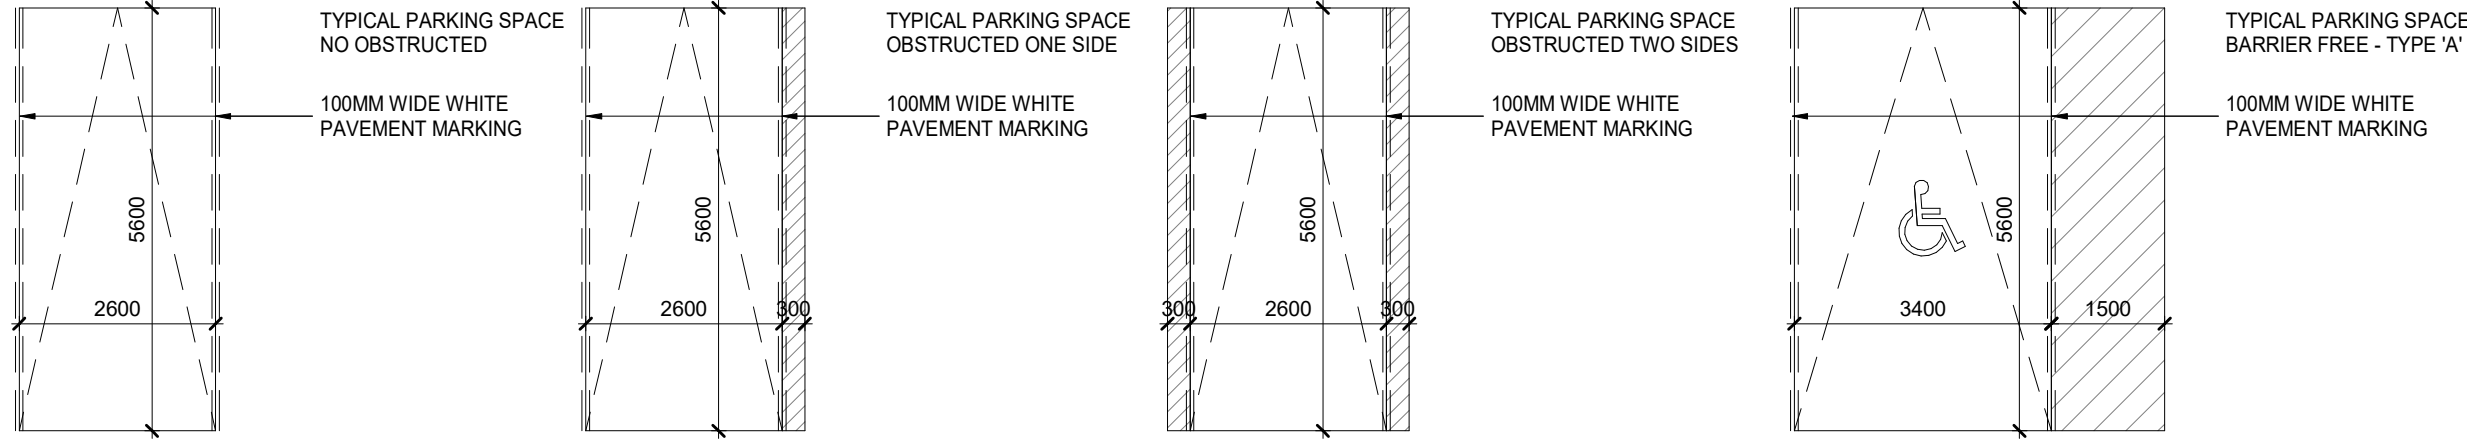 TYPICAL PARKING SPACE
NO OBSTRUCTED
100MM WIDE WHITE
PAVEMENT MARKING
5600
2600
TYPICAL PARKING SPACE
OBSTRUCTED ONE SIDE
100MM WIDE WHITE
PAVEMENT MARKING
5600
2600
300
TYPICAL PARKING SPACE
OBSTRUCTED TWO SIDES
100MM WIDE WHITE
PAVEMENT MARKING
5600
300
2600
300
TYPICAL PARKING SPACE
BARRIER FREE - TYPE 'A'
100MM WIDE WHITE
PAVEMENT MARKING
5600
3400
1500